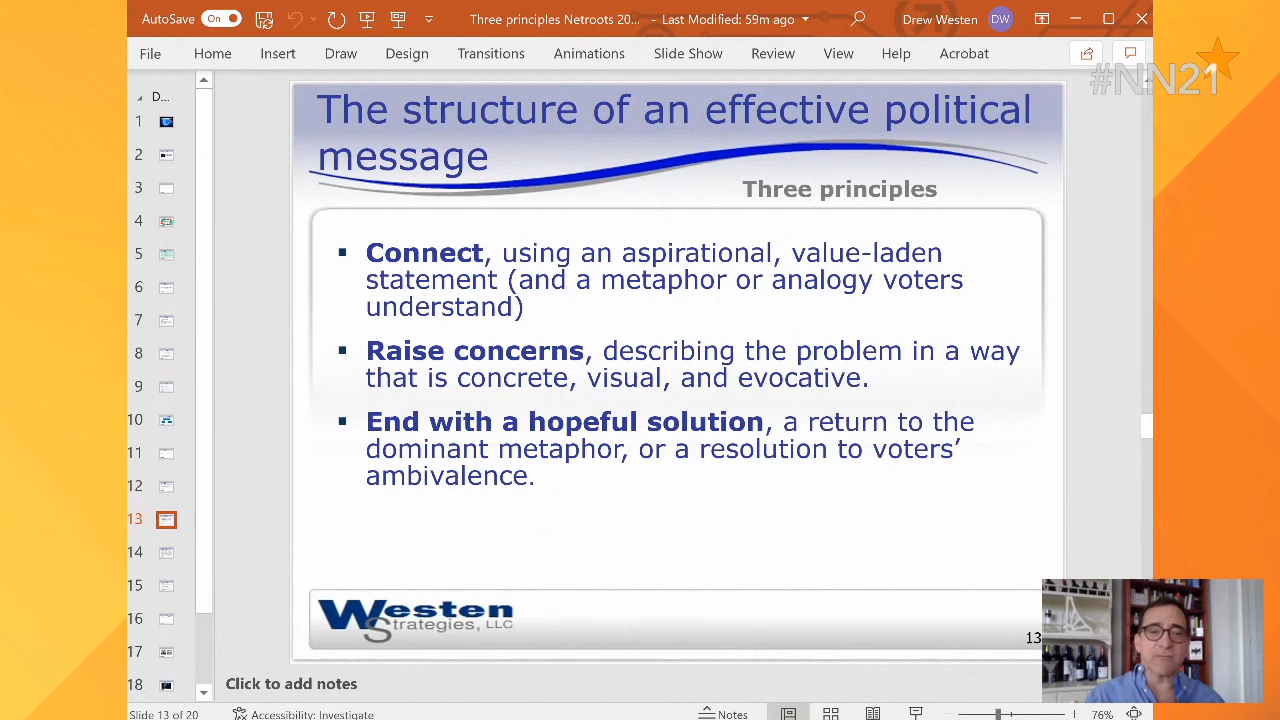 AutoSave On Three principles Netroots 20... - Last Modified: 59m ago Drew Westen DW
File Home Insert Draw Design Transitions Animations Slide Show Review View Help Acrobat
#NN21
D...
1
2
3
4
5
6
7
8
9
10
11
12
13
14
15
16
17
18
The structure of an effective political
message
Three principles
▪ Connect, using an aspirational, value-laden
statement (and a metaphor or analogy voters
understand)
▪ Raise concerns, describing the problem in a way
that is concrete, visual, and evocative.
▪ End with a hopeful solution, a return to the
dominant metaphor, or a resolution to voters’
ambivalence.
Westen
Strategies, LLC
13
Click to add notes
Slide 13 of 20 Accessibility: Investigate Notes 76%